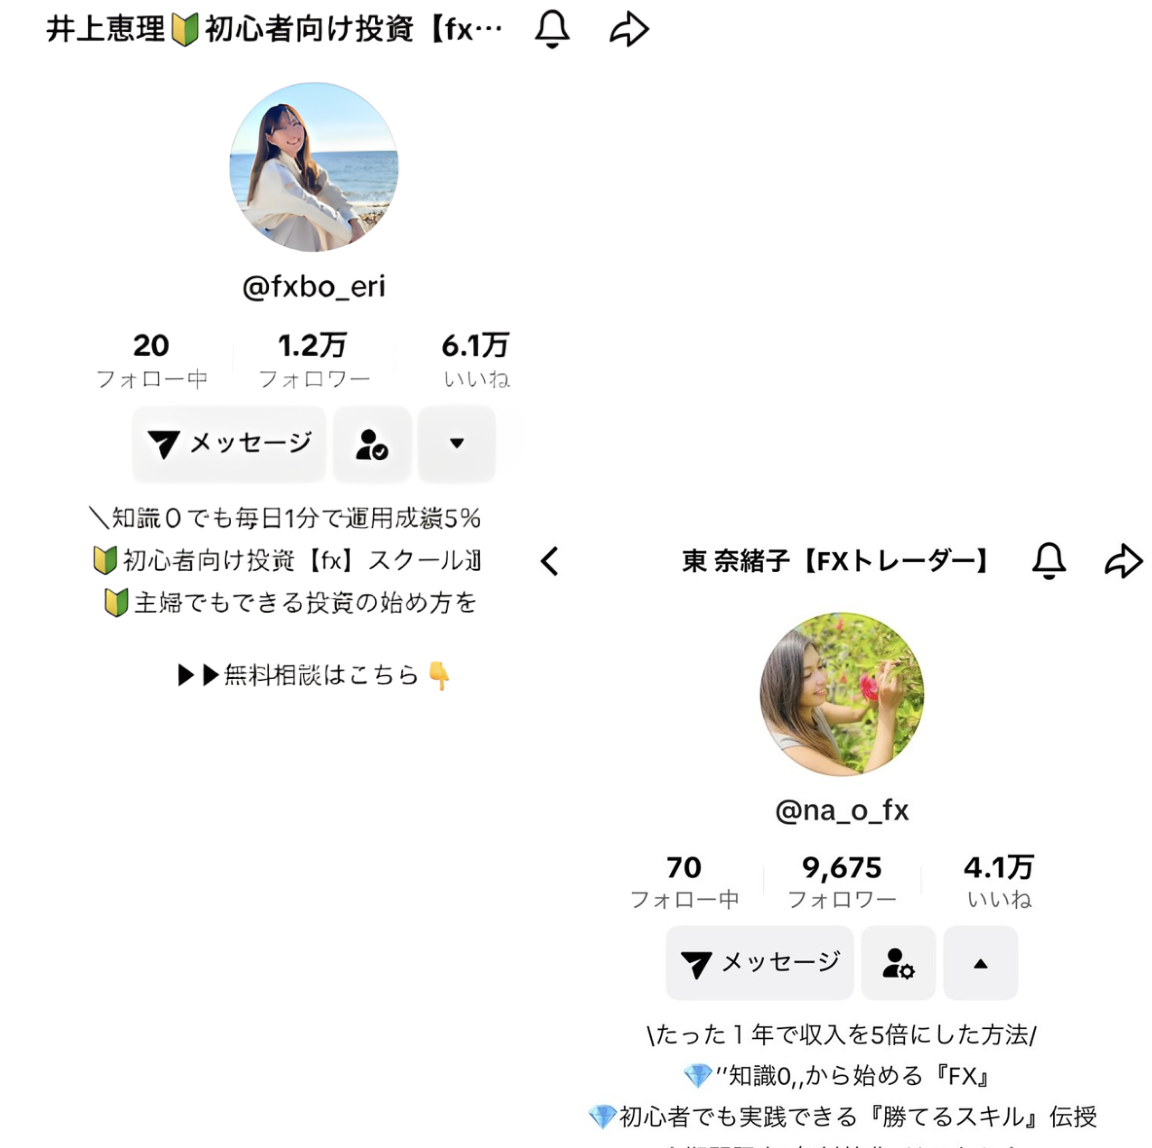 井上恵理🔰初心者向け投資【fx…
@fxbo_eri
20 1.2万 6.1万
フォロー中 フォロワー いいね
メッセージ
＼知識０でも毎日1分で運用成績5%
🔰初心者向け投資【fx】スクール運
🔰主婦でもできる投資の始め方を
▶▶無料相談はこちら👇
東 奈緒子【FXトレーダー】
@na_o_fx
70 9,675 4.1万
フォロー中 フォロワー いいね
メッセージ
\たった１年で収入を5倍にした方法/
💎′′知識0,,から始める『FX』
💎初心者でも実践できる『勝てるスキル』伝授